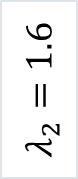 λ₂ = 1.6